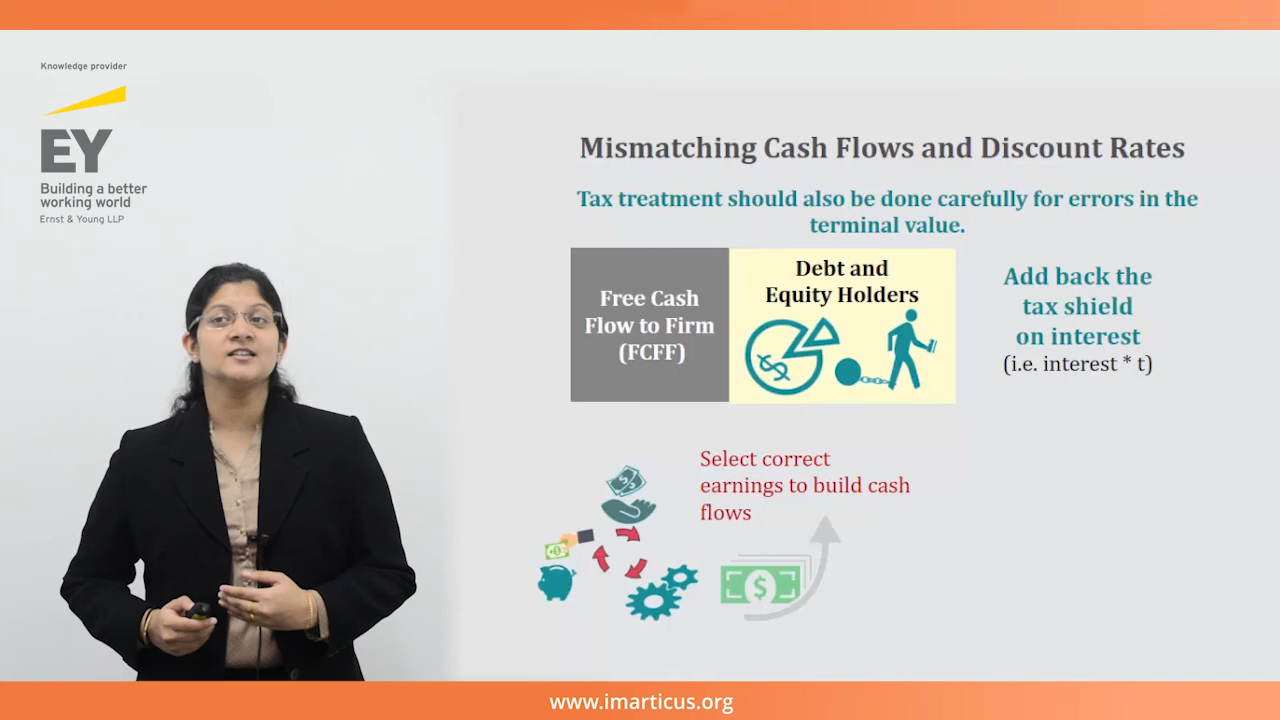 Knowledge provider
EY
Building a better
working world
Ernst & Young LLP
Mismatching Cash Flows and Discount Rates
Tax treatment should also be done carefully for errors in the
terminal value.
Free Cash
Flow to Firm
(FCFF)
Debt and
Equity Holders
Add back the
tax shield
on interest
(i.e. interest * t)
Select correct
earnings to build cash
flows
www.imarticus.org